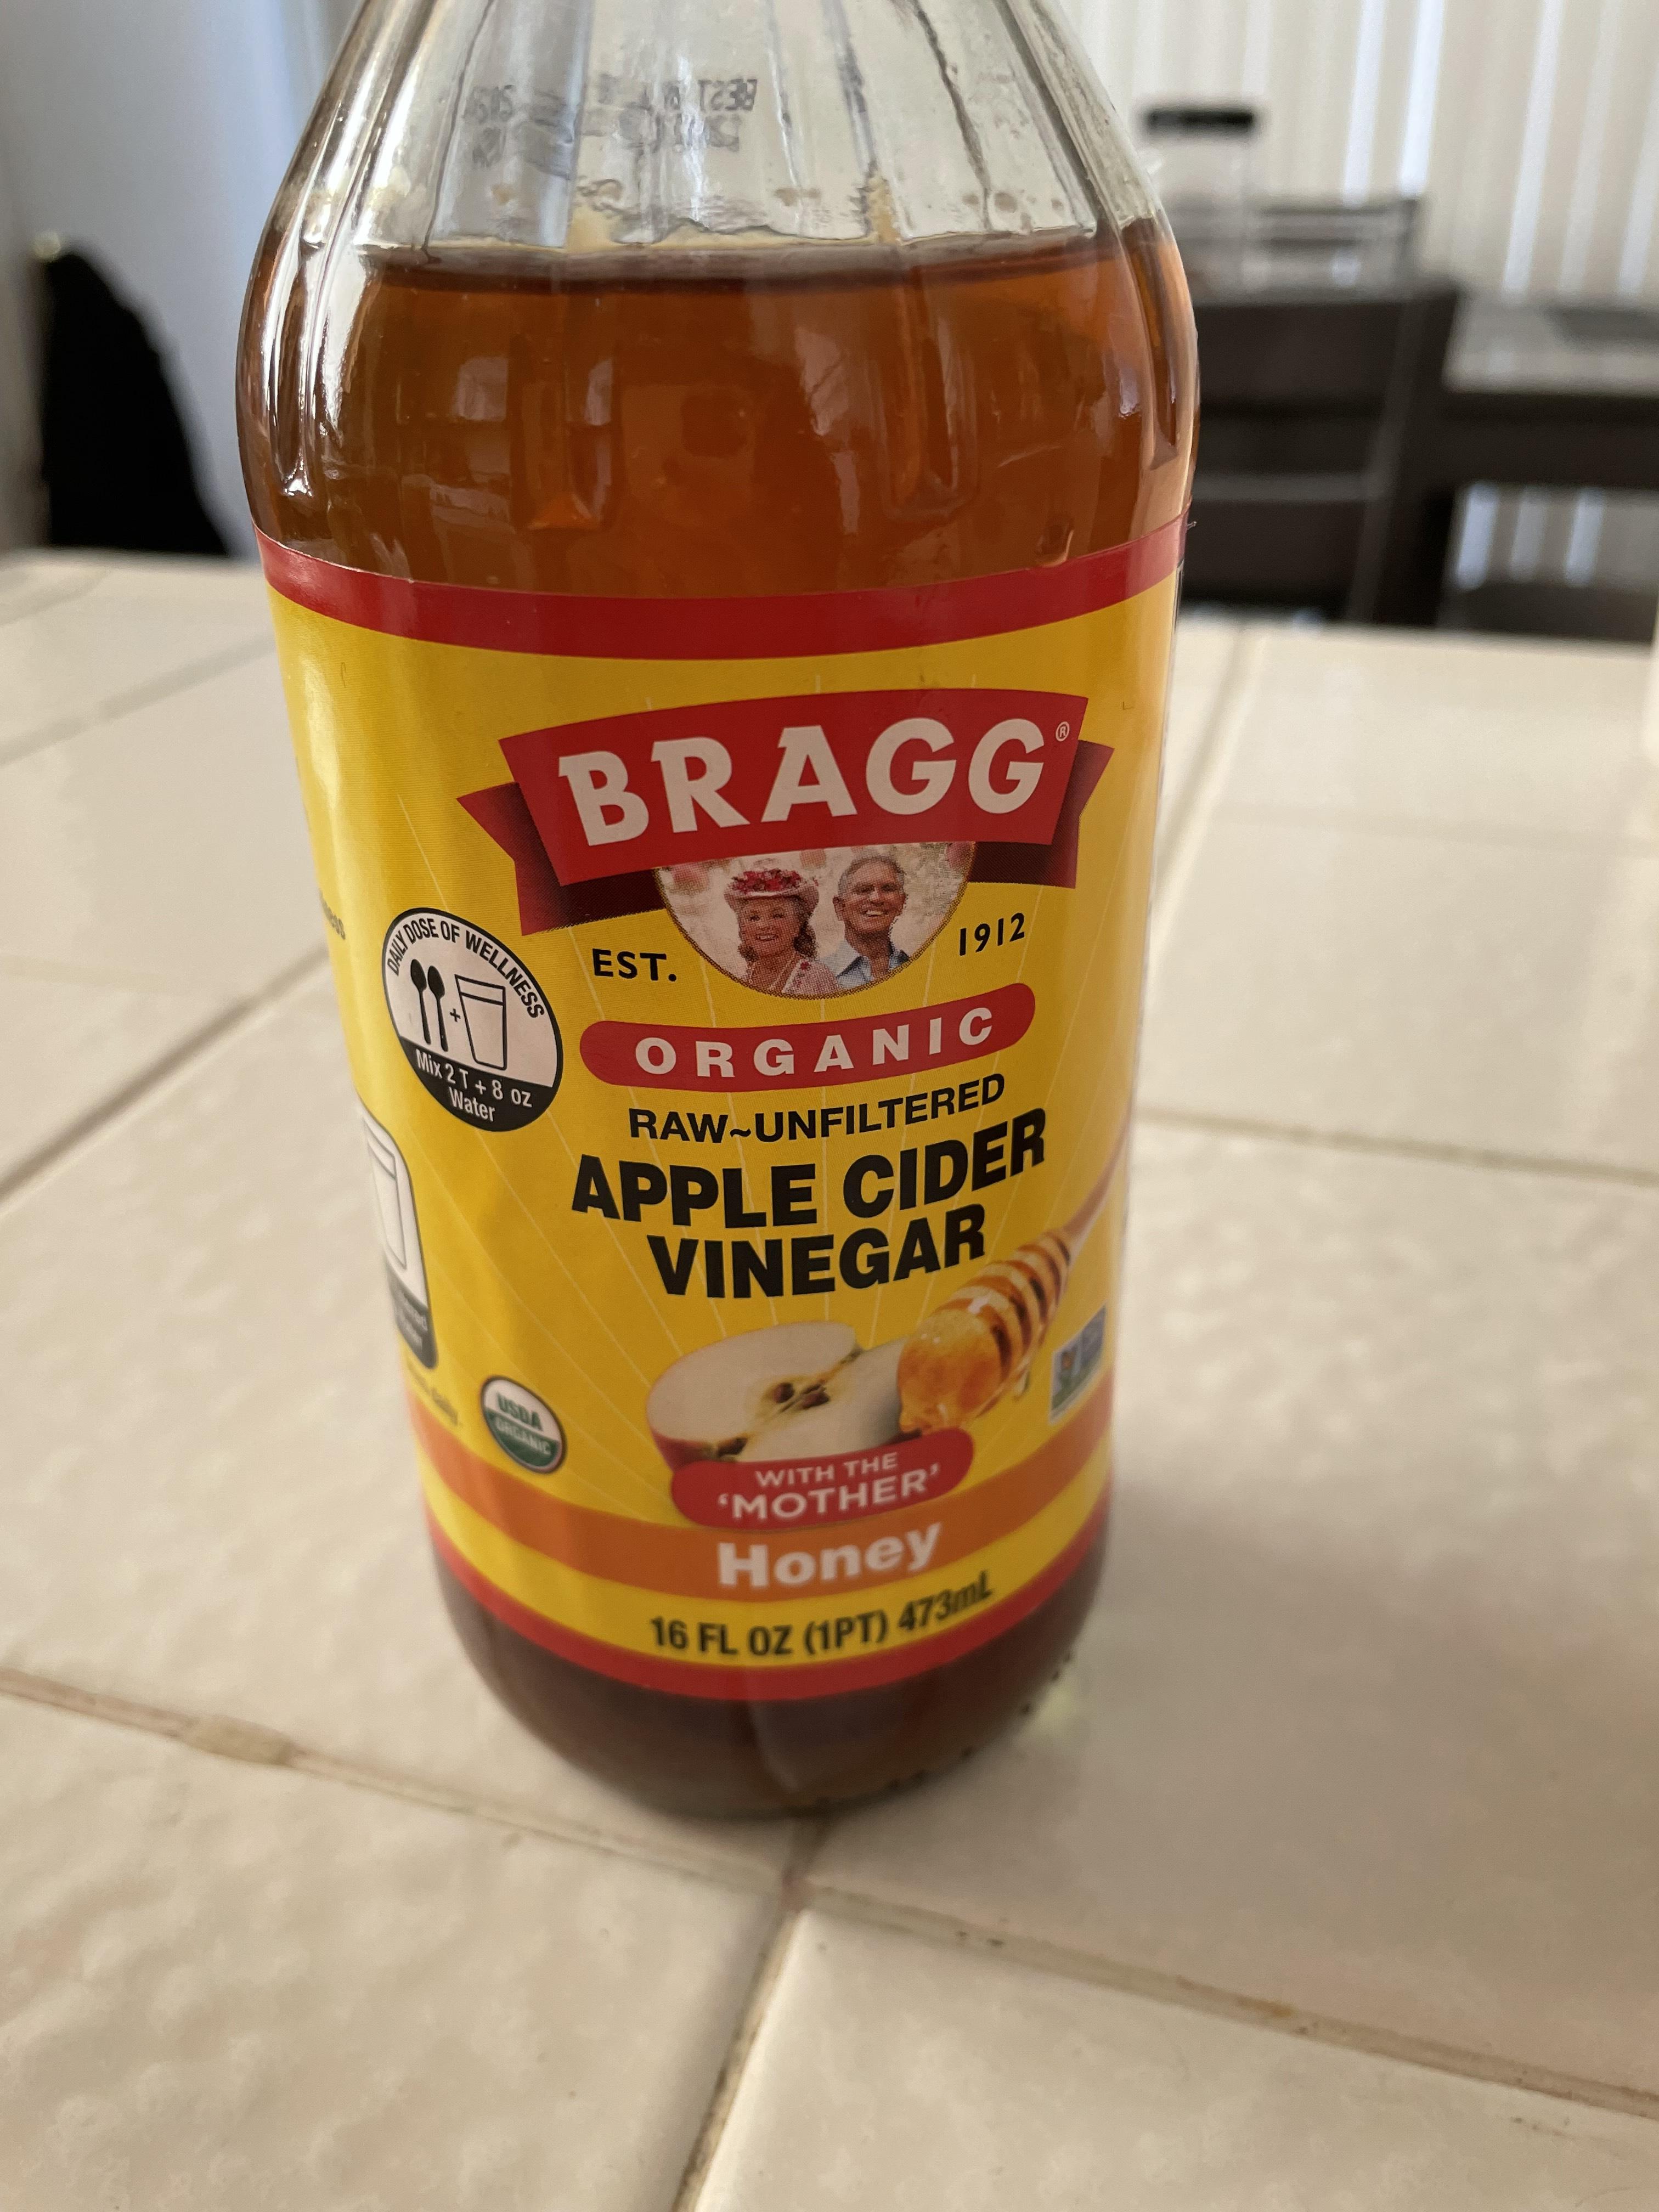 BRAGG®
EST. 1912
DAILY DOSE OF WELLNESS
Mix 2 T + 8 oz
Water
ORGANIC
RAW~UNFILTERED
APPLE CIDER
VINEGAR
USDA
ORGANIC
WITH THE
'MOTHER'
Honey
16 FL OZ (1PT) 473mL